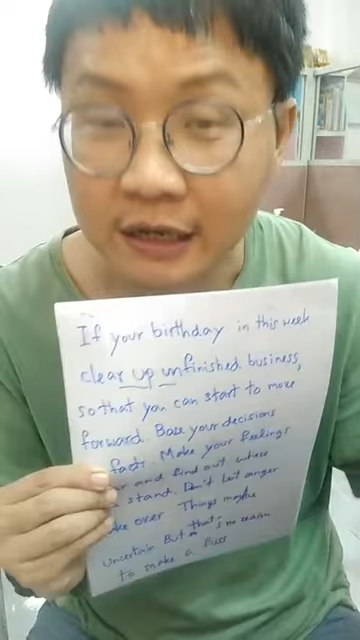 If your birthday in this week
clear up unfinished business,
so that you can start to move
forward. Base your decisions
facts Make your feelings
and find out where
stand. Don't let anger
over Things maybe
Uncertain But that's no reason
to make a fuss